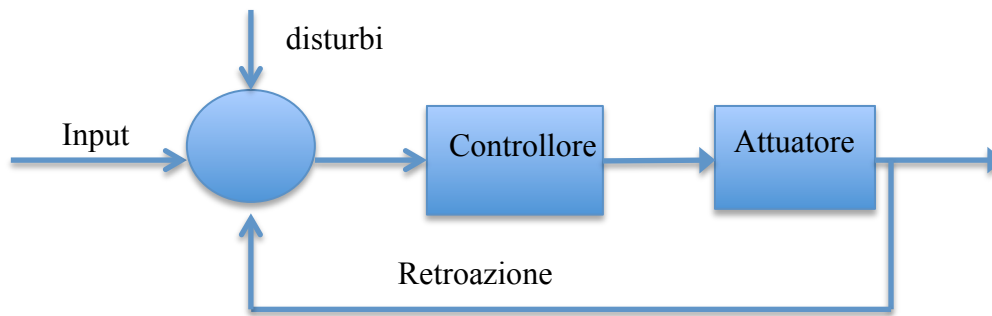 disturbi
Input
Controllore
Attuatore
Retroazione